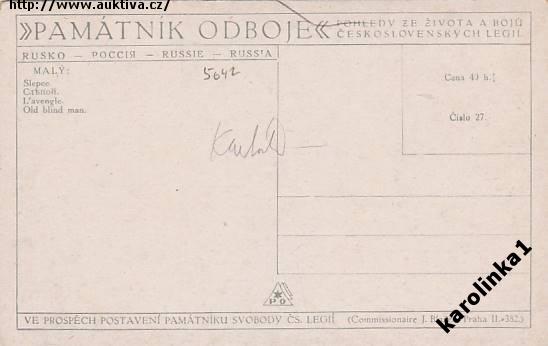 http://www.auktiva.cz/
»PAMÁTNÍK ODBOJE«
POHLEDY ZE ŽIVOTA A BOJŮ
ČESKOSLOVENSKÝCH LEGIÍ
RUSKO – РОССІЯ – RUSSIE – RUSSIA
MALÝ:
Slepec.
Слѣпой.
L'avengle.
Old blind man.
5642
Cena 40 h.
Číslo 27.
P O
VE PROSPĚCH POSTAVENÍ PAMÁTNÍKU SVOBODY ČS. LEGIÍ
(Commissionaire J. Praha II.-382.)
karolinka1